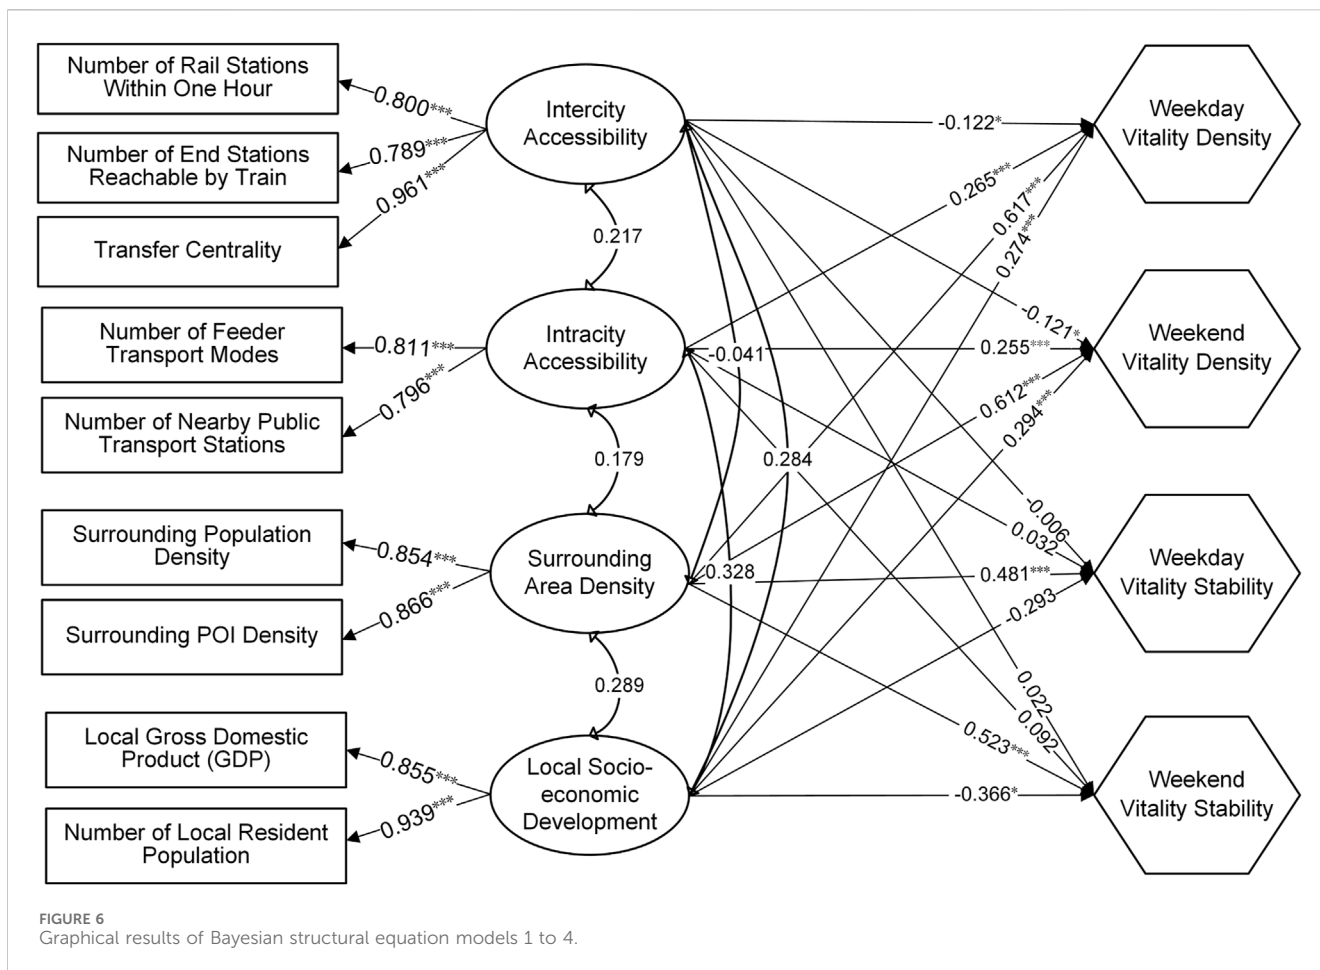 Number of Rail Stations
Within One Hour
Number of End Stations
Reachable by Train
Transfer Centrality
Number of Feeder
Transport Modes
Number of Nearby Public
Transport Stations
Surrounding Population
Density
Surrounding POI Density
Local Gross Domestic
Product (GDP)
Number of Local Resident
Population
0.800***
0.789***
0.961***
0.811***
0.796***
0.854***
0.866***
0.855***
0.939***
Intercity
Accessibility
0.217
Intracity
Accessibility
0.179
Surrounding
Area Density
0.289
Local Socio-
economic
Development
-0.041
0.284
0.328
-0.122*
0.265***
0.617***
0.274***
-0.121*
0.255***
0.612***
0.294***
-0.006
0.032
0.481***
-0.293
0.022
0.092
0.523***
-0.366*
Weekday
Vitality Density
Weekend
Vitality Density
Weekday
Vitality Stability
Weekend
Vitality Stability
FIGURE 6
Graphical results of Bayesian structural equation models 1 to 4.